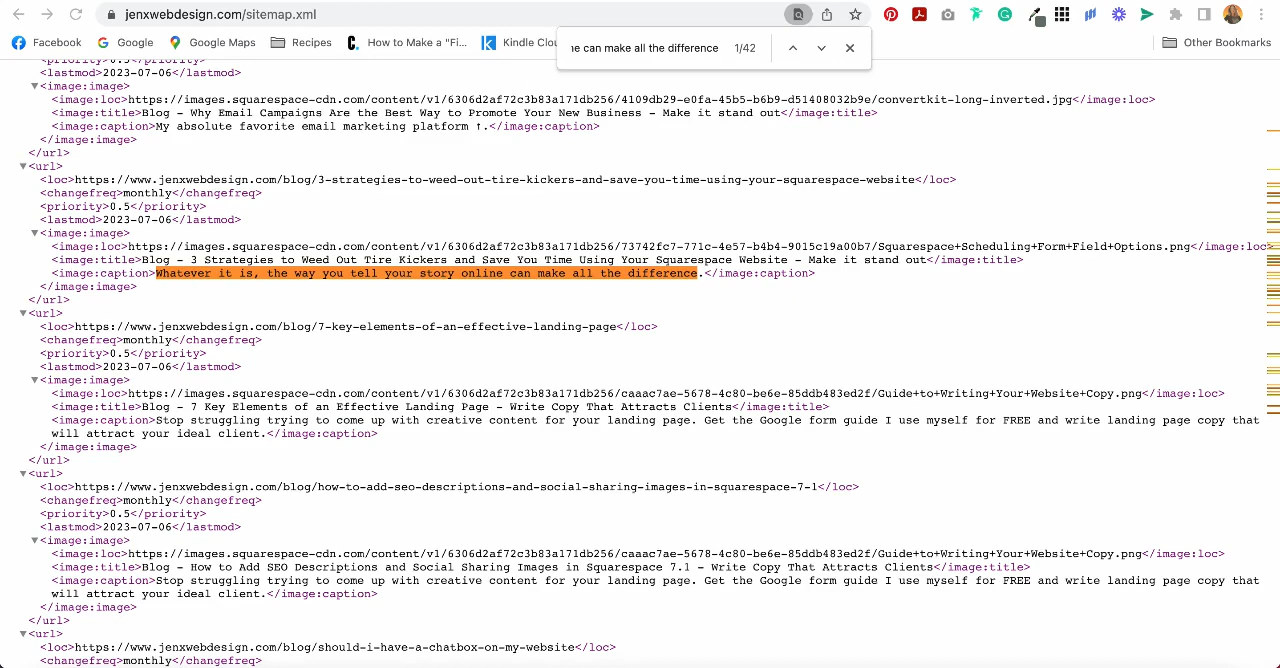 jenxwebdesign.com/sitemap.xml
Facebook
Google
Google Maps
Recipes
How to Make a "Fi...
Kindle Clou
ne can make all the difference 1/42
Other Bookmarks
<priority>0.5</priority>
<lastmod>2023-07-06</lastmod>
▼<image:image>
<image:loc>https://images.squarespace-cdn.com/content/v1/6306d2af72c3b83a171db256/4109db29-e0fa-45b5-b6b9-d51408032b9e/convertkit-long-inverted.jpg</image:loc>
<image:title>Blog - Why Email Campaigns Are the Best Way to Promote Your New Business - Make it stand out</image:title>
<image:caption>My absolute favorite email marketing platform ↑.</image:caption>
</image:image>
</url>
▼<url>
<loc>https://www.jenxwebdesign.com/blog/3-strategies-to-weed-out-tire-kickers-and-save-you-time-using-your-squarespace-website</loc>
<changefreq>monthly</changefreq>
<priority>0.5</priority>
<lastmod>2023-07-06</lastmod>
▼<image:image>
<image:loc>https://images.squarespace-cdn.com/content/v1/6306d2af72c3b83a171db256/73742fc7-771c-4e57-b4b4-9015c19a00b7/Squarespace+Scheduling+Form+Field+Options.png</image:loc>
<image:title>Blog - 3 Strategies to Weed Out Tire Kickers and Save You Time Using Your Squarespace Website - Make it stand out</image:title>
<image:caption>Whatever it is, the way you tell your story online can make all the difference.</image:caption>
</image:image>
</url>
▼<url>
<loc>https://www.jenxwebdesign.com/blog/7-key-elements-of-an-effective-landing-page</loc>
<changefreq>monthly</changefreq>
<priority>0.5</priority>
<lastmod>2023-07-06</lastmod>
▼<image:image>
<image:loc>https://images.squarespace-cdn.com/content/v1/6306d2af72c3b83a171db256/caaac7ae-5678-4c80-be6e-85ddb483ed2f/Guide+to+Writing+Your+Website+Copy.png</image:loc>
<image:title>Blog - 7 Key Elements of an Effective Landing Page - Write Copy That Attracts Clients</image:title>
<image:caption>Stop struggling trying to come up with creative content for your landing page. Get the Google form guide I use myself for FREE and write landing page copy that
will attract your ideal client.</image:caption>
</image:image>
</url>
▼<url>
<loc>https://www.jenxwebdesign.com/blog/how-to-add-seo-descriptions-and-social-sharing-images-in-squarespace-7-1</loc>
<changefreq>monthly</changefreq>
<priority>0.5</priority>
<lastmod>2023-07-06</lastmod>
▼<image:image>
<image:loc>https://images.squarespace-cdn.com/content/v1/6306d2af72c3b83a171db256/caaac7ae-5678-4c80-be6e-85ddb483ed2f/Guide+to+Writing+Your+Website+Copy.png</image:loc>
<image:title>Blog - How to Add SEO Descriptions and Social Sharing Images in Squarespace 7.1 - Write Copy That Attracts Clients</image:title>
<image:caption>Stop struggling trying to come up with creative content for your landing page. Get the Google form guide I use myself for FREE and write landing page copy that
will attract your ideal client.</image:caption>
</image:image>
</url>
▼<url>
<loc>https://www.jenxwebdesign.com/blog/should-i-have-a-chatbox-on-my-website</loc>
<changefreq>monthly</changefreq>